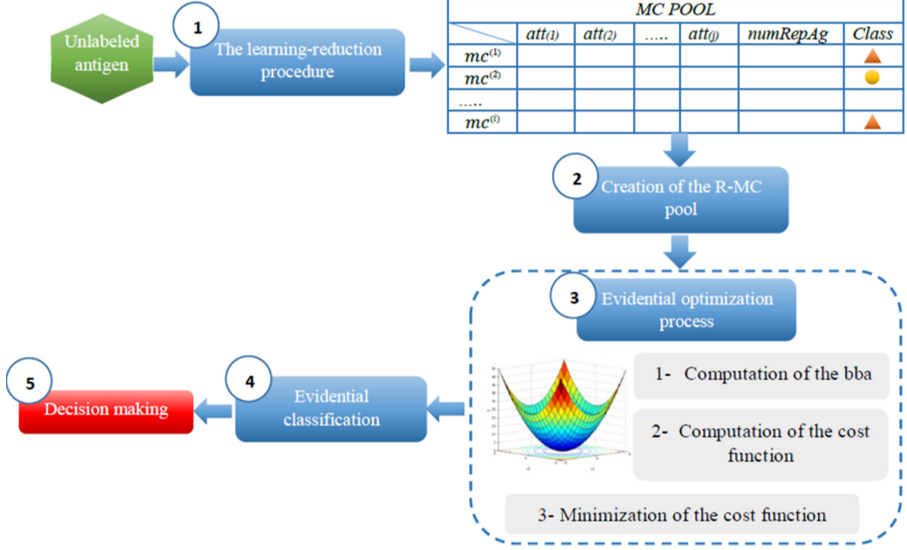 Unlabeled
antigen
1
The learning-reduction
procedure
MC POOL
att(1) att(2) ..... att(j) numRepAg Class
mc(1)
mc(2)
.....
mc(i)
2
Creation of the R-MC
pool
3
Evidential optimization
process
1- Computation of the bba
2- Computation of the cost
function
3- Minimization of the cost function
4
Evidential
classification
5
Decision making